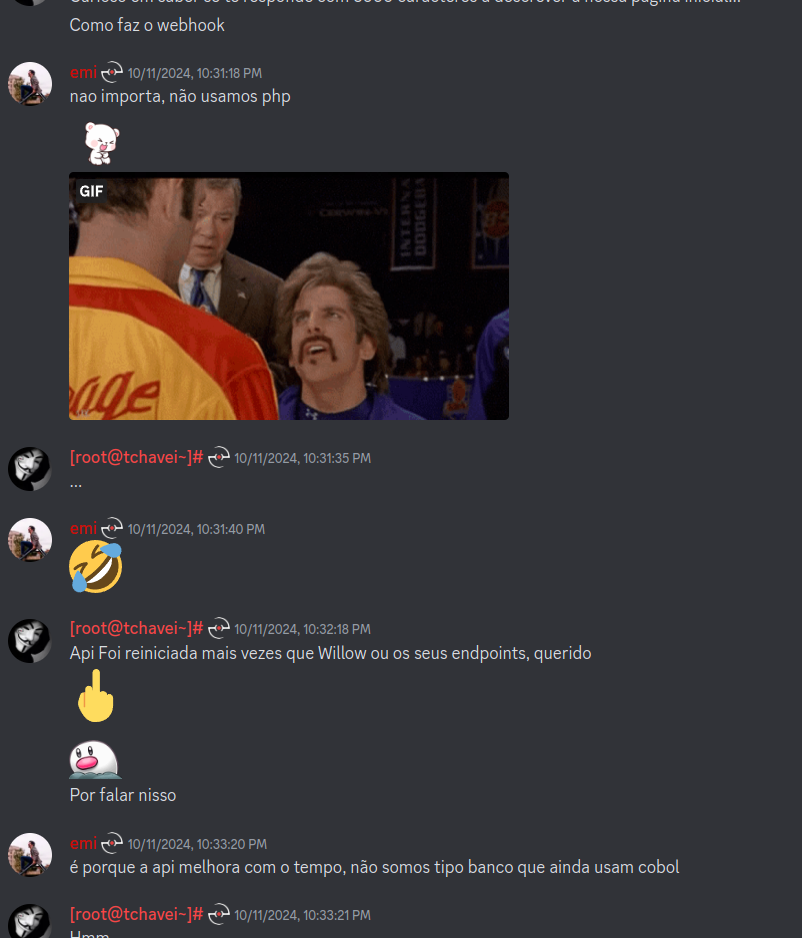 Como faz o webhook
emi 10/11/2024, 10:31:18 PM
nao importa, não usamos php
GIF
INTERNA
DODGEBA
age
[root@tchavei~]# 10/11/2024, 10:31:35 PM
...
emi 10/11/2024, 10:31:40 PM
[root@tchavei~]# 10/11/2024, 10:32:18 PM
Api Foi reiniciada mais vezes que Willow ou os seus endpoints, querido
Por falar nisso
emi 10/11/2024, 10:33:20 PM
é porque a api melhora com o tempo, não somos tipo banco que ainda usam cobol
[root@tchavei~]# 10/11/2024, 10:33:21 PM
Hmm